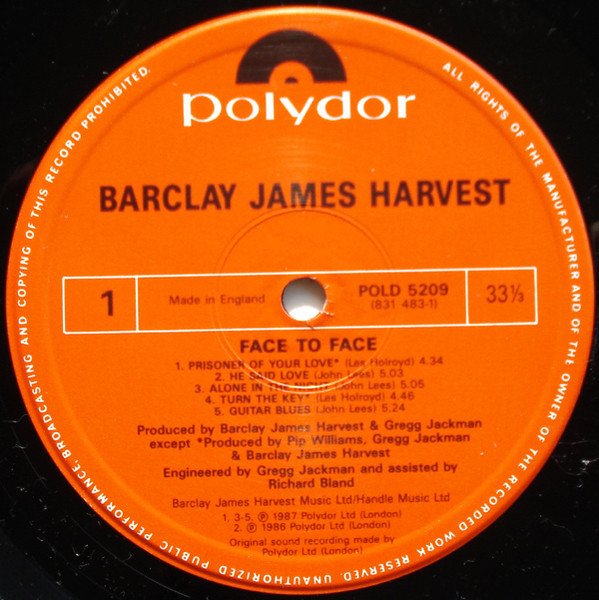 polydor
BARCLAY JAMES HARVEST
1
Made in England
POLD 5209
(831 483-1)
33⅓
FACE TO FACE
1. PRISONER OF YOUR LOVE* (Les Holroyd) 4.34
2. HE SAID LOVE (John Lees) 5.03
3. ALONE IN THE NIGHT (John Lees) 5.05
4. TURN THE KEY* (Les Holroyd) 4.46
5. GUITAR BLUES (John Lees) 5.24
Produced by Barclay James Harvest & Gregg Jackman
except *Produced by Pip Williams, Gregg Jackman
& Barclay James Harvest
Engineered by Gregg Jackman and assisted by
Richard Bland
Barclay James Harvest Music Ltd/Handle Music Ltd
1. 3-5. ℗ 1987 Polydor Ltd (London)
2. ℗ 1986 Polydor Ltd (London)
Original sound recording made by
Polydor Ltd (London)
ALL RIGHTS OF THE MANUFACTURER AND OF THE OWNER OF THE RECORDED WORK RESERVED. UNAUTHORIZED PUBLIC PERFORMANCE, BROADCASTING AND COPYING OF THIS RECORD PROHIBITED.